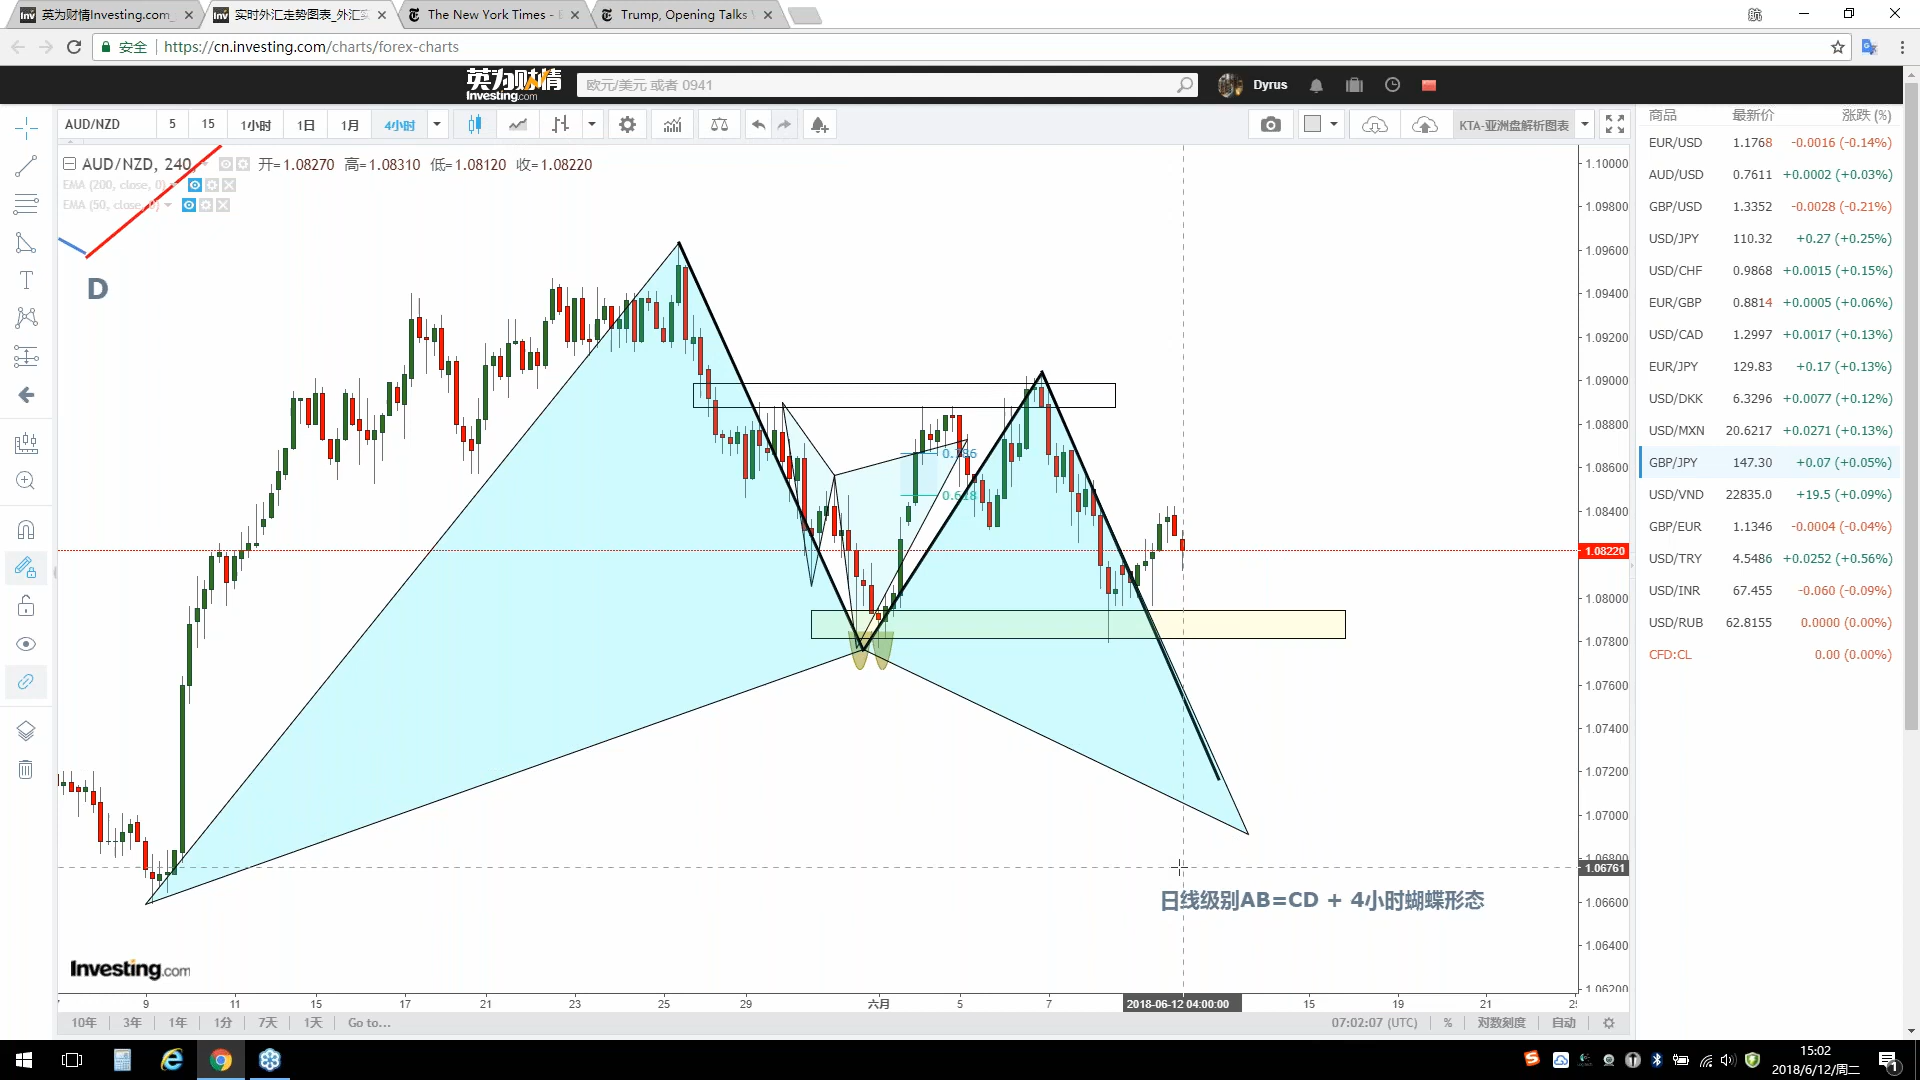 英为财情Investing.com
实时外汇走势图表_外汇实
The New York Times -
Trump, Opening Talks
航
安全
https://cn.investing.com/charts/forex-charts
英为财情
Investing.com
欧元/美元 或者 0941
Dyrus
AUD/NZD
5
15
1小时
1日
1月
4小时
KTA-亚洲盘解析图表
AUD/NZD, 240,
开=1.08270 高=1.08310 低=1.08120 收=1.08220
EMA (200, close, 0)
EMA (50, close, 0)
D
0.786
0.618
日线级别AB=CD + 4小时蝴蝶形态
Investing.com
1.10000
1.09800
1.09600
1.09400
1.09200
1.09000
1.08800
1.08600
1.08400
1.08220
1.08000
1.07800
1.07600
1.07400
1.07200
1.07000
1.06800
1.06761
1.06600
1.06400
1.06200
9
11
15
17
21
23
25
29
六月
5
7
2018-06-12 04:00:00
15
19
21
10年
3年
1年
1分
7天
1天
Go to...
07:02:07 (UTC)
%
对数刻度
自动
商品 最新价 涨跌 (%)
EUR/USD 1.1768 -0.0016 (-0.14%)
AUD/USD 0.7611 +0.0002 (+0.03%)
GBP/USD 1.3352 -0.0028 (-0.21%)
USD/JPY 110.32 +0.27 (+0.25%)
USD/CHF 0.9868 +0.0015 (+0.15%)
EUR/GBP 0.8814 +0.0005 (+0.06%)
USD/CAD 1.2997 +0.0017 (+0.13%)
EUR/JPY 129.83 +0.17 (+0.13%)
USD/DKK 6.3296 +0.0077 (+0.12%)
USD/MXN 20.6217 +0.0271 (+0.13%)
GBP/JPY 147.30 +0.07 (+0.05%)
USD/VND 22835.0 +19.5 (+0.09%)
GBP/EUR 1.1346 -0.0004 (-0.04%)
USD/TRY 4.5486 +0.0252 (+0.56%)
USD/INR 67.455 -0.060 (-0.09%)
USD/RUB 62.8155 0.0000 (0.00%)
CFD:CL 0.00 (0.00%)
15:02
2018/6/12/周二
1